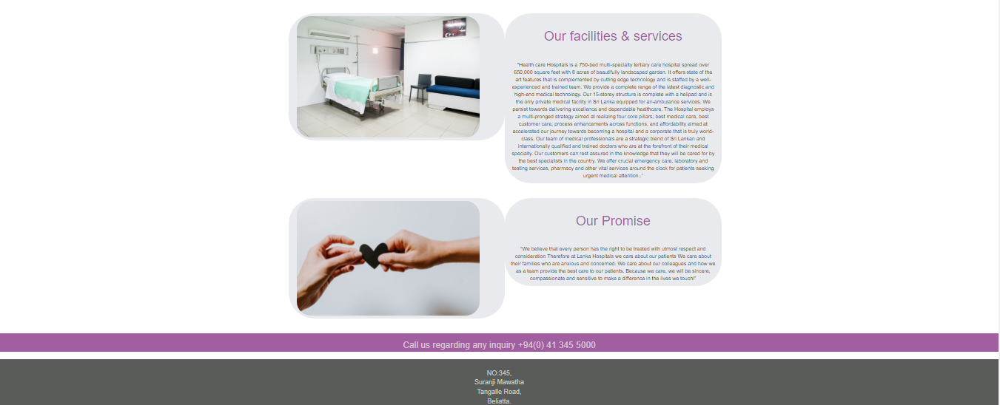 Our facilities & services
"Health care Hospitals is a 750-bed multi-specialty tertiary care hospital spread over
650,000 square feet with 8 acres of beautifully landscaped garden. It offers state of the
art features that is complemented by cutting edge technology and is staffed by a well-
experienced and trained team. We provide a complete range of the latest diagnostic and
high-end medical technology. Our 15-storey structure is complete with a helipad and is
the only private medical facility in Sri Lanka equipped for air-ambulance services. We
persist towards delivering excellence and dependable healthcare. The Hospital employs
a multi-pronged strategy aimed at realizing four core pillars; best medical care, best
customer care, process enhancements across functions, and affordability aimed at
accelerated our journey towards becoming a hospital and a corporate that is truly world-
class. Our team of medical professionals are a strategic blend of Sri Lankan and
internationally qualified and trained doctors who are at the forefront of their medical
specialty. Our customers can rest assured in the knowledge that they will be cared for by
the best specialists in the country. We offer crucial emergency care, laboratory and
testing services, pharmacy and other vital services around the clock for patients seeking
urgent medical attention.."
Our Promise
"We believe that every person has the right to be treated with utmost respect and
consideration Therefore at Lanka Hospitals we care about our patients We care about
their families who are anxious and concerned. We care about our colleagues and how we
as a team provide the best care to our patients. Because we care, we will be sincere,
compassionate and sensitive to make a difference in the lives we touch!"
Call us regarding any inquiry +94(0) 41 345 5000
NO:345,
Suranji Mawatha
Tangalle Road,
Beliatta.